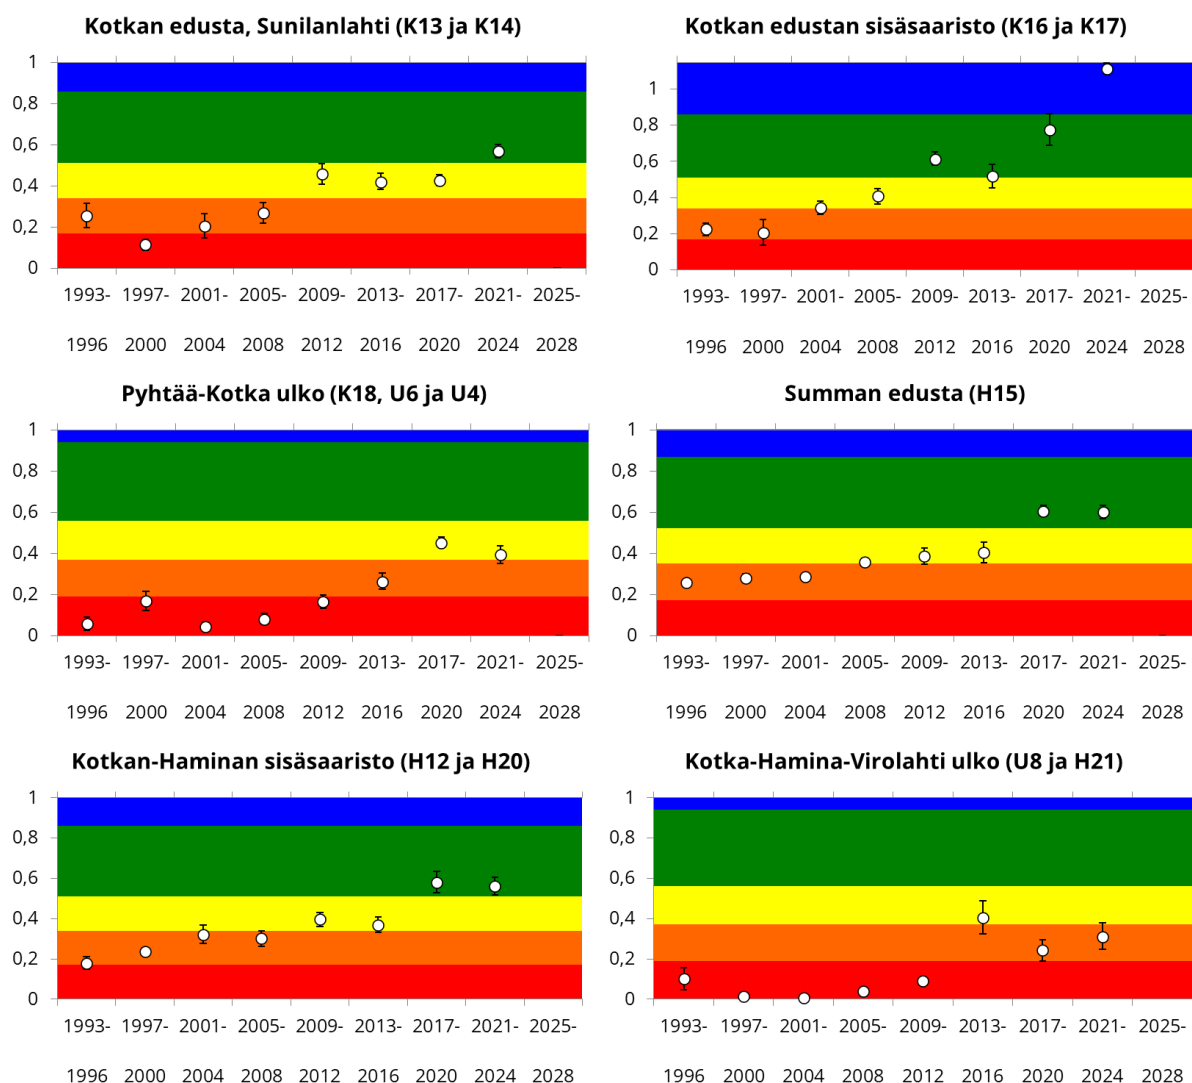 Kotkan edusta, Sunilanlahti (K13 ja K14)
1
0,8
0,6
0,4
0,2
0
1993- 1997- 2001- 2005- 2009- 2013- 2017- 2021- 2025-
1996 2000 2004 2008 2012 2016 2020 2024 2028
Kotkan edustan sisäsaaristo (K16 ja K17)
1
0,8
0,6
0,4
0,2
0
1993- 1997- 2001- 2005- 2009- 2013- 2017- 2021- 2025-
1996 2000 2004 2008 2012 2016 2020 2024 2028
Pyhtää-Kotka ulko (K18, U6 ja U4)
1
0,8
0,6
0,4
0,2
0
1993- 1997- 2001- 2005- 2009- 2013- 2017- 2021- 2025-
1996 2000 2004 2008 2012 2016 2020 2024 2028
Summan edusta (H15)
1
0,8
0,6
0,4
0,2
0
1993- 1997- 2001- 2005- 2009- 2013- 2017- 2021- 2025-
1996 2000 2004 2008 2012 2016 2020 2024 2028
Kotkan-Haminan sisäsaaristo (H12 ja H20)
1
0,8
0,6
0,4
0,2
0
1993- 1997- 2001- 2005- 2009- 2013- 2017- 2021- 2025-
1996 2000 2004 2008 2012 2016 2020 2024 2028
Kotka-Hamina-Virolahti ulko (U8 ja H21)
1
0,8
0,6
0,4
0,2
0
1993- 1997- 2001- 2005- 2009- 2013- 2017- 2021- 2025-
1996 2000 2004 2008 2012 2016 2020 2024 2028